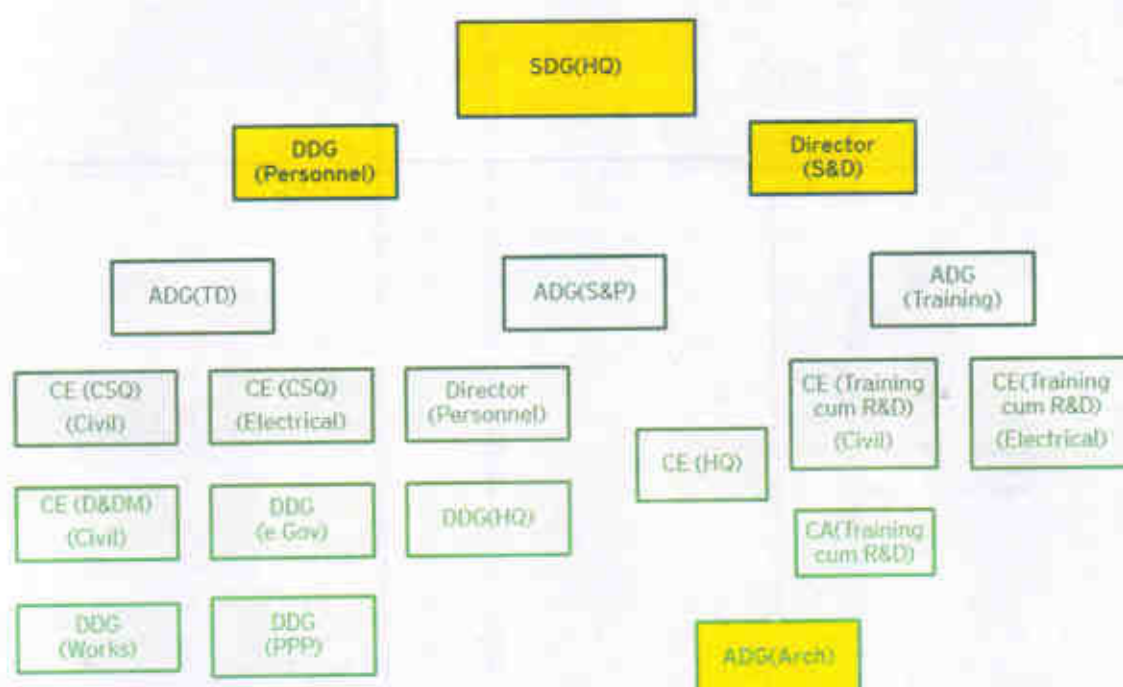 SDG(HQ)
DDG
(Personnel)
Director
(S&D)
ADG(TD)
ADG(S&P)
ADG
(Training)
CE (CSQ)
(Civil)
CE (CSQ)
(Electrical)
Director
(Personnel)
CE (Training
cum R&D)
(Civil)
CE(Training
cum R&D)
(Electrical)
CE (HQ)
CE (D&DM)
(Civil)
DDG
(e Gov)
DDG(HQ)
CA(Training
cum R&D)
DDG
(Works)
DDG
(PPP)
ADG(Arch)